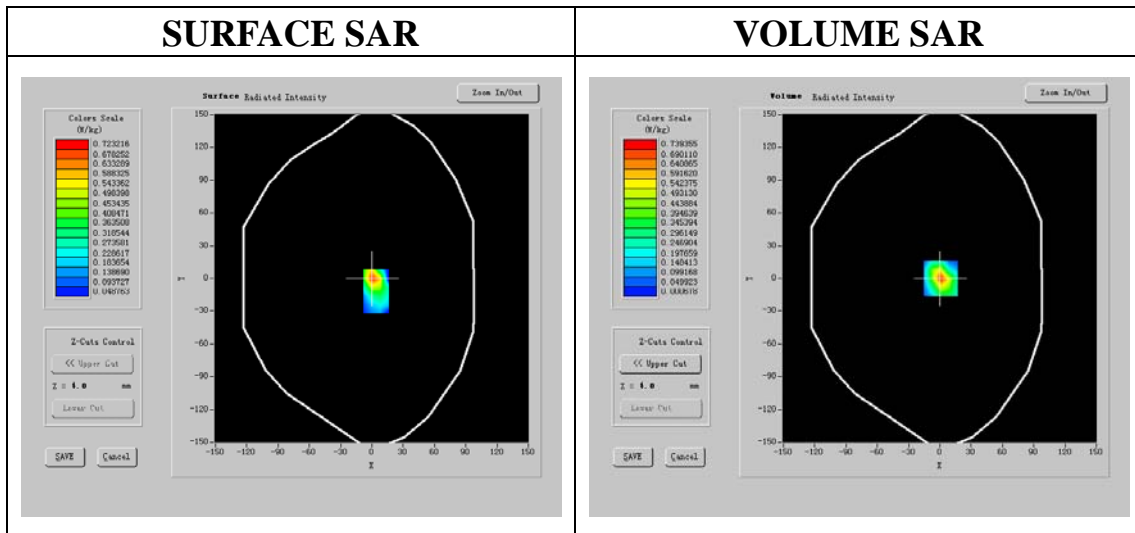 SURFACE SAR
Surface Radiated Intensity
Zoom In/Out
Colors Scale
(W/kg)
0.723216
0.678252
0.633289
0.588325
0.543362
0.498398
0.453435
0.408471
0.363508
0.318544
0.273581
0.228617
0.183654
0.138690
0.093727
0.048763
150
120
90
60
30
0
-30
-60
-90
-120
-150
Y
-150 -120 -90 -60 -30 0 30 60 90 120 150
X
Z-Cuts Control
<< Upper Cut
Z = 4.0 mm
Lower Cut
SAVE Cancel
VOLUME SAR
Volume Radiated Intensity
Zoom In/Out
Colors Scale
(W/kg)
0.739355
0.690110
0.640865
0.591620
0.542375
0.493130
0.443884
0.394639
0.345394
0.296149
0.246904
0.197659
0.148413
0.099168
0.049923
0.000678
150
120
90
60
30
0
-30
-60
-90
-120
-150
Y
-150 -120 -90 -60 -30 0 30 60 90 120 150
X
Z-Cuts Control
<< Upper Cut
Z = 4.0 mm
Lower Cut
SAVE Cancel